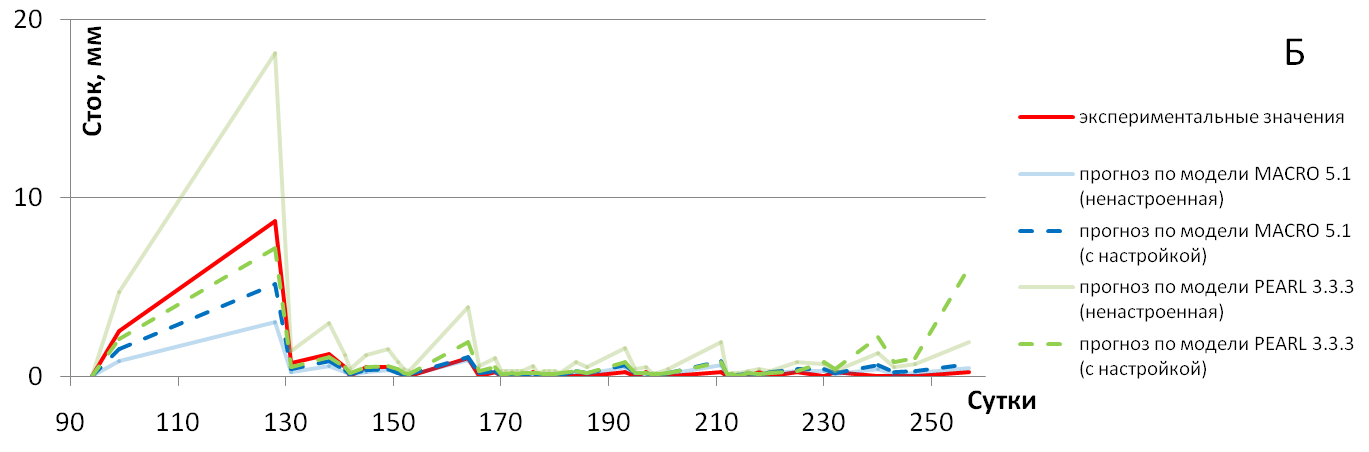 20
10
0
Сток, мм
90
110
130
150
170
190
210
230
250
Сутки
Б
экспериментальные значения
прогноз по модели MACRO 5.1
(ненастроенная)
прогноз по модели MACRO 5.1
(с настройкой)
прогноз по модели PEARL 3.3.3
(ненастроенная)
прогноз по модели PEARL 3.3.3
(с настройкой)